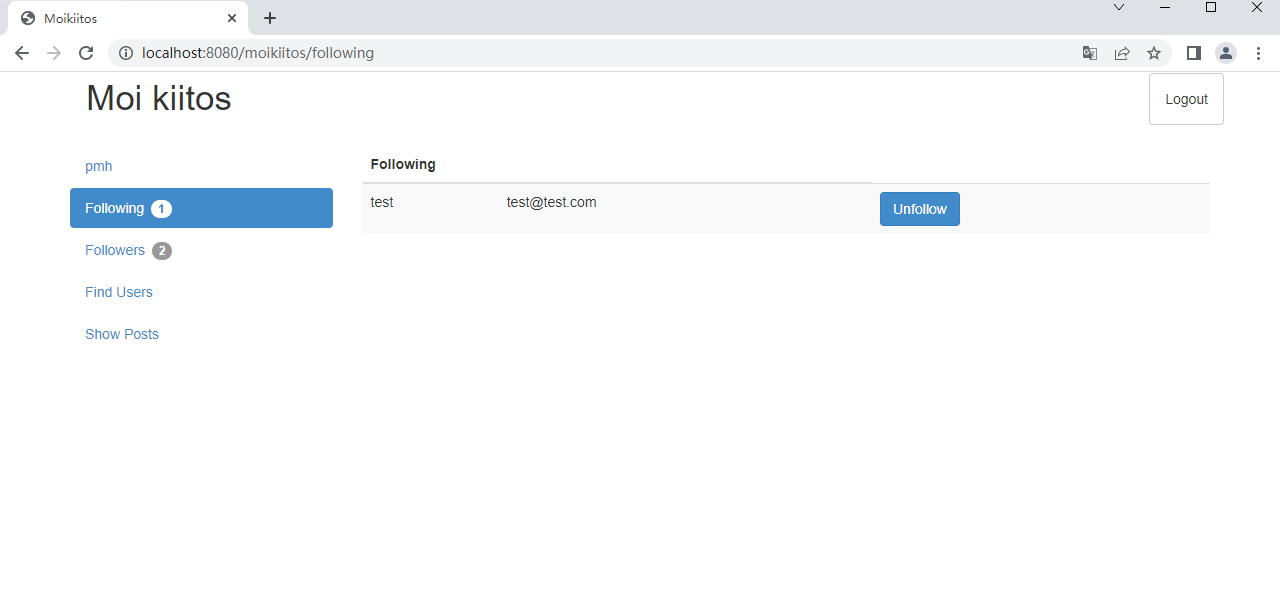 Moikiitos
localhost:8080/moikiitos/following
Moi kiitos
Logout
pmh
Following 1
Followers 2
Find Users
Show Posts
Following
test test@test.com Unfollow